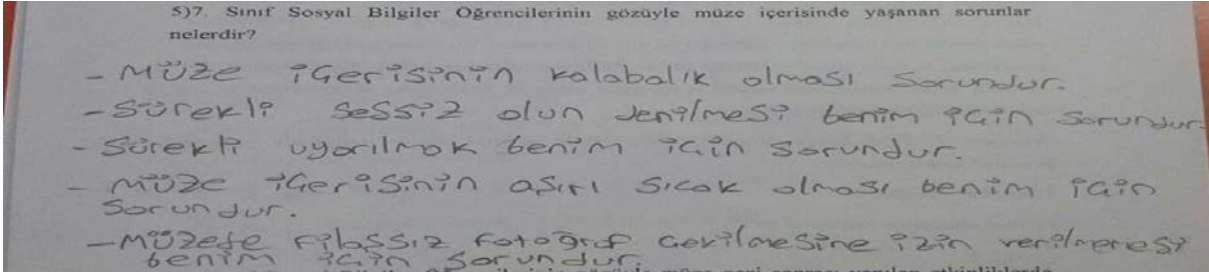 5)7. Sınıf Sosyal Bilgiler Öğrencilerinin gözüyle müze içerisinde yaşanan sorunlar
nelerdir?
- Müze içerisinin kalabalık olması sorundur.
- Sürekli sessiz olun denilmesi benim için sorundur.
- Sürekli uyarılmak benim için sorundur.
- Müze içerisinin aşırı sıcak olması benim için
sorundur.
- Müzede filaşsız fotoğraf çekilmesine izin verilmemesi
benim için sorundur.